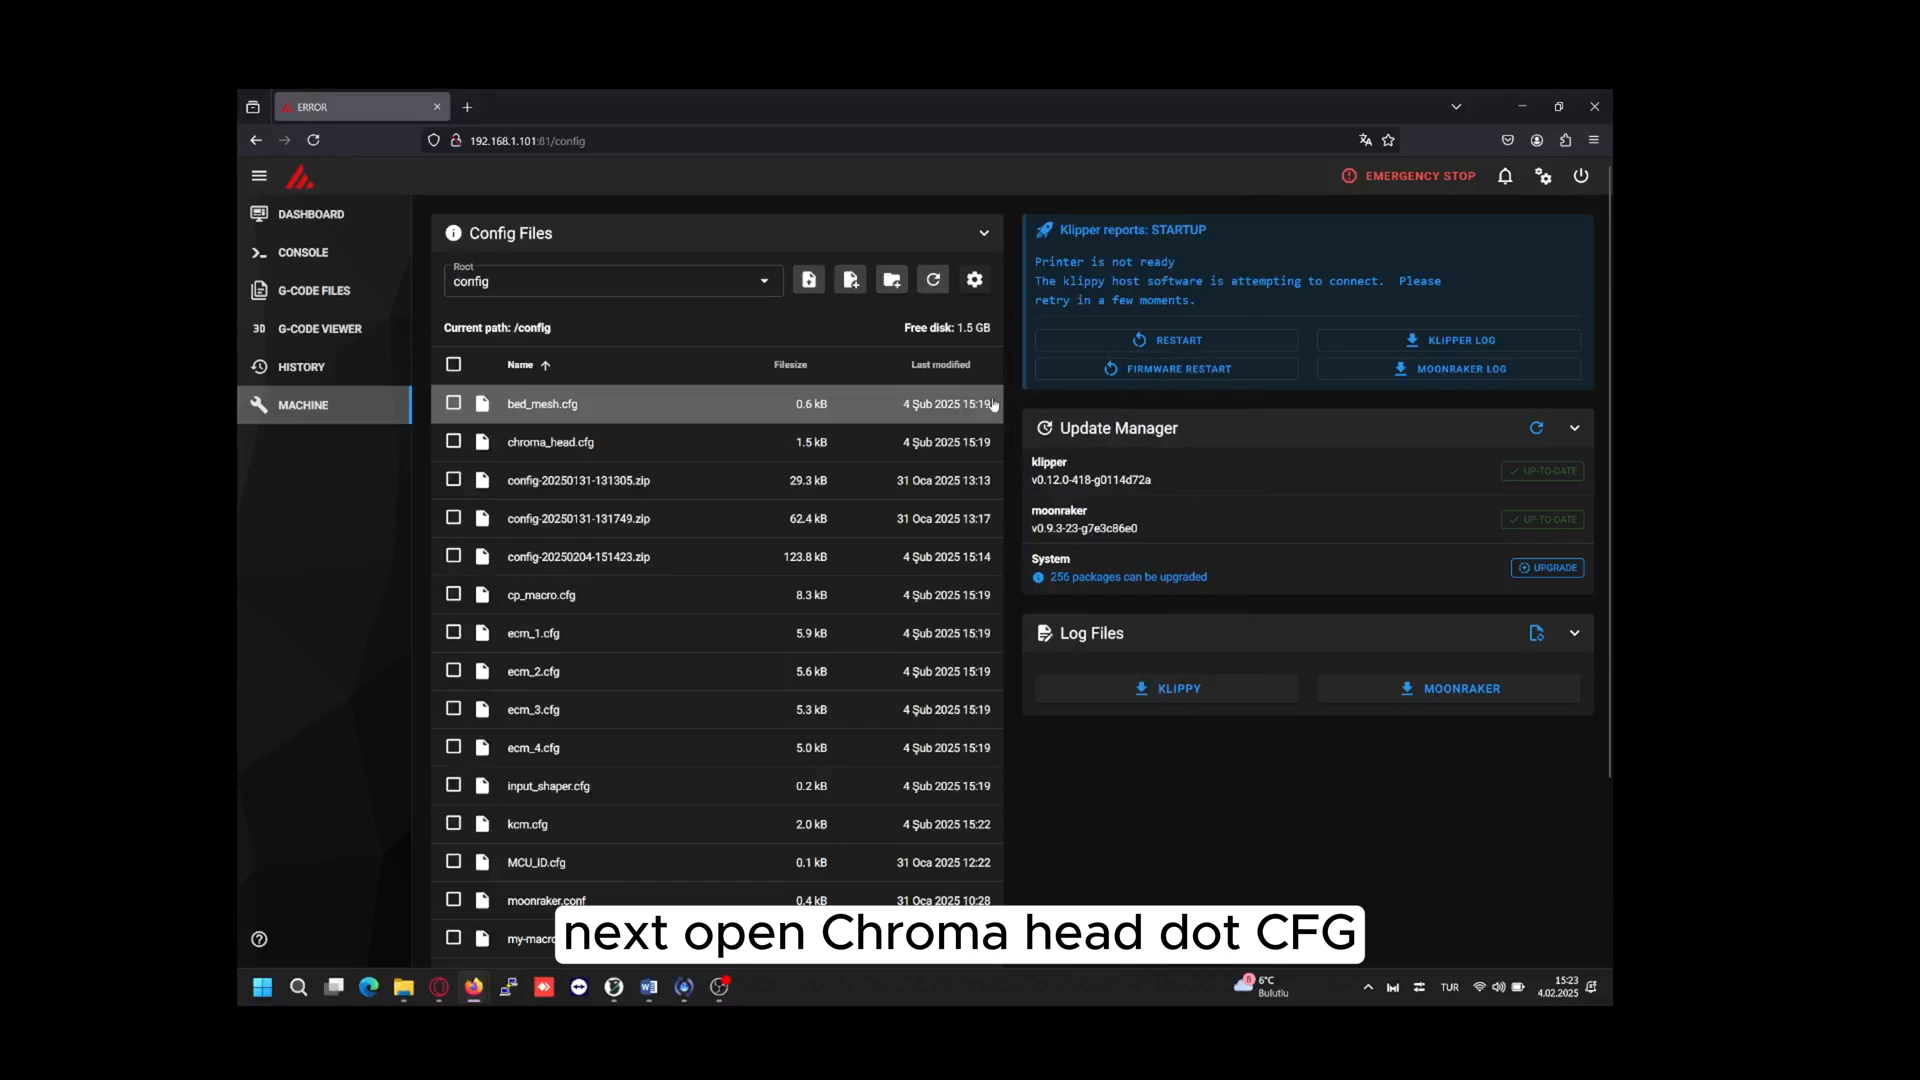 ERROR
192.168.1.101:81/config
EMERGENCY STOP
DASHBOARD
CONSOLE
G-CODE FILES
3D G-CODE VIEWER
HISTORY
MACHINE
Config Files
Root
config
Current path: /config Free disk: 1.5 GB
Name Filesize Last modified
bed_mesh.cfg 0.6 kB 4 Şub 2025 15:19
chroma_head.cfg 1.5 kB 4 Şub 2025 15:19
config-20250131-131305.zip 29.3 kB 31 Oca 2025 13:13
config-20250131-131749.zip 62.4 kB 31 Oca 2025 13:17
config-20250204-151423.zip 123.8 kB 4 Şub 2025 15:14
cp_macro.cfg 8.3 kB 4 Şub 2025 15:19
ecm_1.cfg 5.9 kB 4 Şub 2025 15:19
ecm_2.cfg 5.6 kB 4 Şub 2025 15:19
ecm_3.cfg 5.3 kB 4 Şub 2025 15:19
ecm_4.cfg 5.0 kB 4 Şub 2025 15:19
input_shaper.cfg 0.2 kB 4 Şub 2025 15:19
kcm.cfg 2.0 kB 4 Şub 2025 15:22
MCU_ID.cfg 0.1 kB 31 Oca 2025 12:22
moonraker.conf 0.4 kB 31 Oca 2025 10:28
my-macro
Klipper reports: STARTUP
Printer is not ready
The klippy host software is attempting to connect. Please
retry in a few moments.
RESTART KLIPPER LOG
FIRMWARE RESTART MOONRAKER LOG
Update Manager
klipper
v0.12.0-418-g0114d72a UP-TO-DATE
moonraker
v0.9.3-23-g7e3c86e0 UP-TO-DATE
System
256 packages can be upgraded UPGRADE
Log Files
KLIPPY MOONRAKER
next open Chroma head dot CFG
8 6°C
Bulutlu
TUR
15:23
4.02.2025